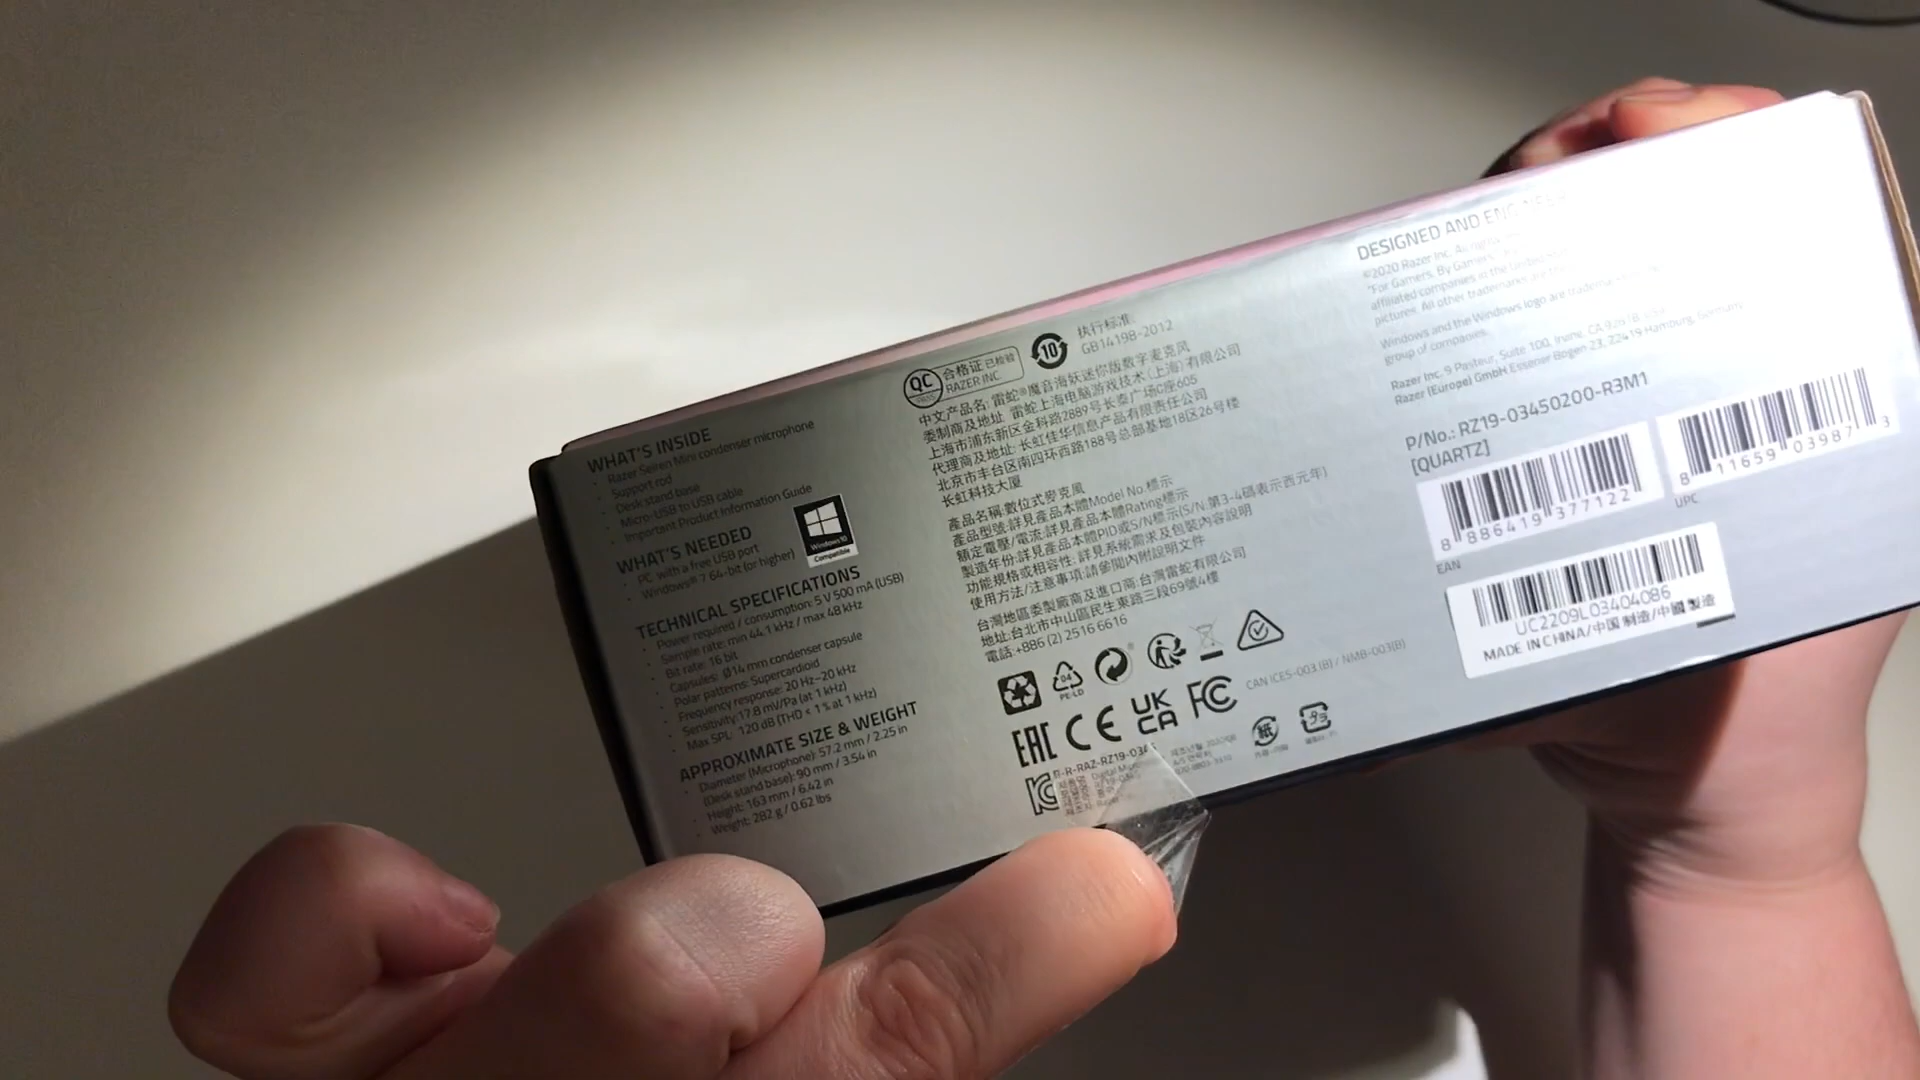 WHAT'S INSIDE
· Razer Seiren Mini condenser microphone
· Support rod
· Desk stand base
· Micro-USB to USB cable
· Important Product Information Guide
WHAT'S NEEDED
· PC with a free USB port
· Windows® 7 64-bit (or higher)
Windows 10
Compatible
TECHNICAL SPECIFICATIONS
· Power required / consumption: 5 V 500 mA (USB)
· Sample rate: min 44.1 kHz / max 48 kHz
· Bit rate: 16 bit
· Capsules: Ø14 mm condenser capsule
· Polar patterns: Supercardioid
· Frequency response: 20 Hz–20 kHz
· Sensitivity: 17.8 mV/Pa (at 1 kHz)
· Max SPL: 120 dB (THD < 1 % at 1 kHz)
APPROXIMATE SIZE & WEIGHT
· Diameter (Microphone): 57.2 mm / 2.25 in
(Desk stand base): 90 mm / 3.54 in
· Height: 163 mm / 6.42 in
· Weight: 282 g / 0.62 lbs
QC
PASS
合格证 已检验
RAZER INC.
10
执行标准:
GB14198-2012
中文产品名: 雷蛇®魔音海妖迷你版数字麦克风
委制商及地址: 雷蛇上海电脑游戏技术(上海)有限公司
上海市浦东新区金科路2889号长泰广场C座605
代理商及地址: 长虹佳华信息产品有限责任公司
北京市丰台区南四环西路188号总部基地18区26号楼
长虹科技大厦
產品名稱:數位式麥克風
產品型號:詳見產品本體Model No.標示
額定電壓/電流:詳見產品本體Rating標示
製造年份:詳見產品本體PID或S/N標示(S/N:第3-4碼表示西元年)
功能規格或相容性:詳見系統需求及包裝內容說明
使用方法/注意事項:請參閱內附說明文件
台灣地區委製廠商及進口商:台灣雷蛇有限公司
地址:台北市中山區民生東路三段69號4樓
電話:+886 (2) 2516 6616
04
PE-LD
CAN ICES-003.(B) / NMB-003(B)
EAC CE UK
CA FC
R-R-RAZ-RZ19-034
Digital
紙
プラ
DESIGNED AND ENGINEER
©2020 Razer Inc. All rights
"For Gamers. By Gamers."
affiliated companies in the United States
pictures. All other trademarks are
Windows and the Windows logo are trademarks
group of companies.
Razer Inc. 9 Pasteur, Suite 100, Irvine, CA 92618, USA
Razer (Europe) GmbH Essener Bogen 23, 22419 Hamburg, Germany
P/No.: RZ19-03450200-R3M1
[QUARTZ]
8 886419 377122
EAN
8 11659 03987 3
UPC
UC2209L03404086
MADE IN CHINA/中国制造/中國製造